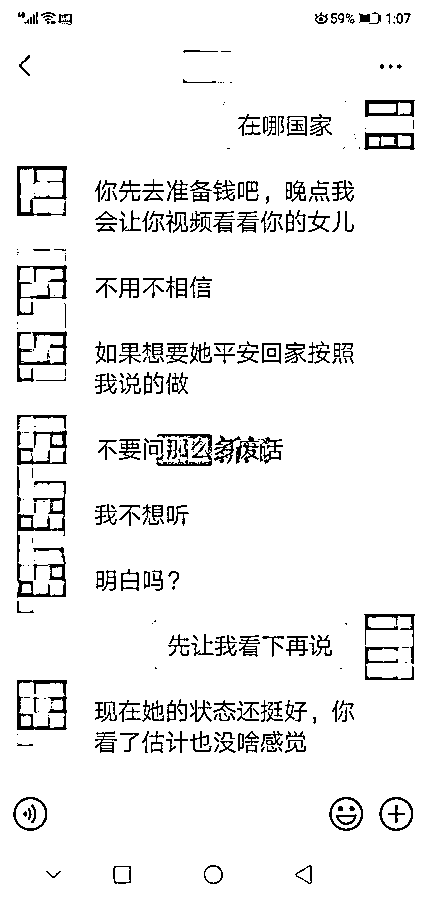 59% 1:07
在哪国家
你先去准备钱吧，晚点我
会让你视频看看你的女儿
不用不相信
如果想要她平安回家按照
我说的做
不要问那么多废话
我不想听
明白吗？
先让我看下再说
现在她的状态还挺好，你
看了估计也没啥感觉